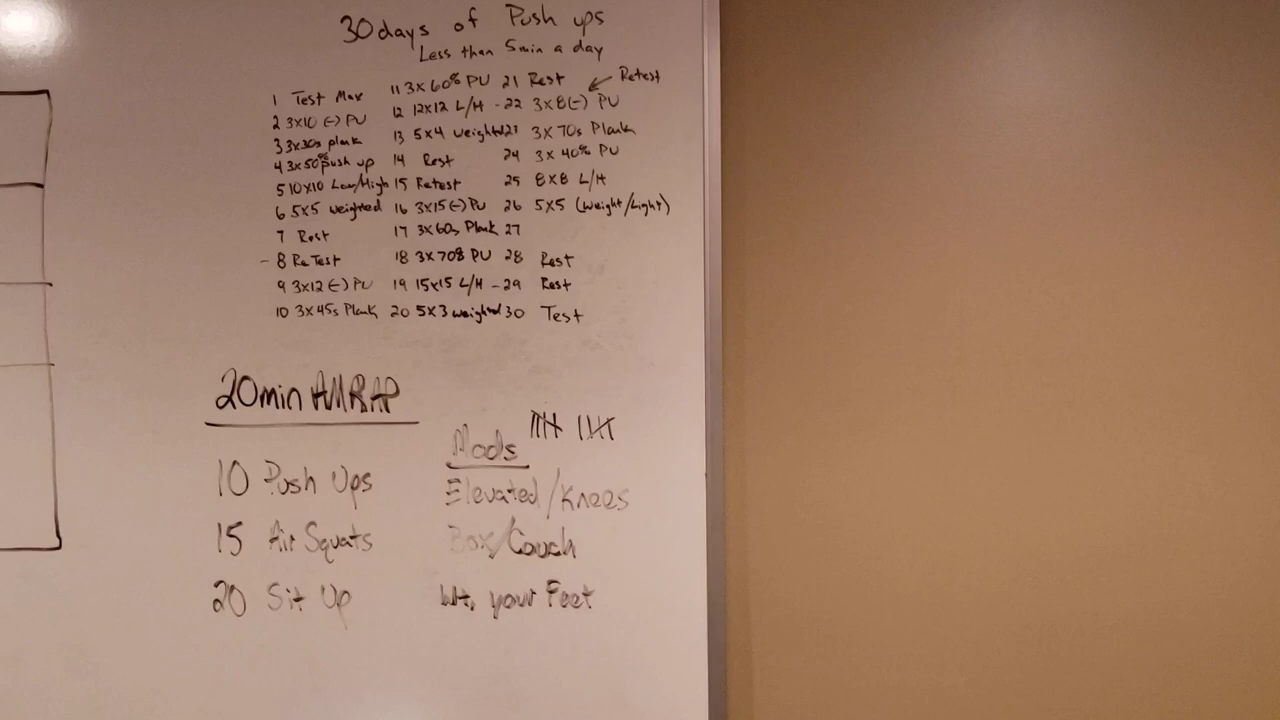 30 days of Push ups
Less than 5min a day
1 Test Max
2 3x10 (-) PU
3 3x30s plank
4 3x50% push up
5 10x10 Low/High
6 5x5 weighted
7 Rest
- 8 ReTest
9 3x12 (-) PU
10 3x45s Plank
11 3x60% PU
12 12x12 L/H
13 5x4 weighted
14 Rest
15 Retest
16 3x15 (-) PU
17 3x60s Plank
18 3x70% PU
19 15x15 L/H
20 5x3 weighted
21 Rest
Retest
- 22 3x8 (-) PU
3x70s Plank
24 3x40% PU
25 8x8 L/H
26 5x5 (weight/Light)
27
28 Rest
- 29 Rest
30 Test
20min AMRAP
10 Push Ups
15 Air Squats
20 Sit Up
Mods
Elevated/Knees
Box/Couch
Wt, your Feet